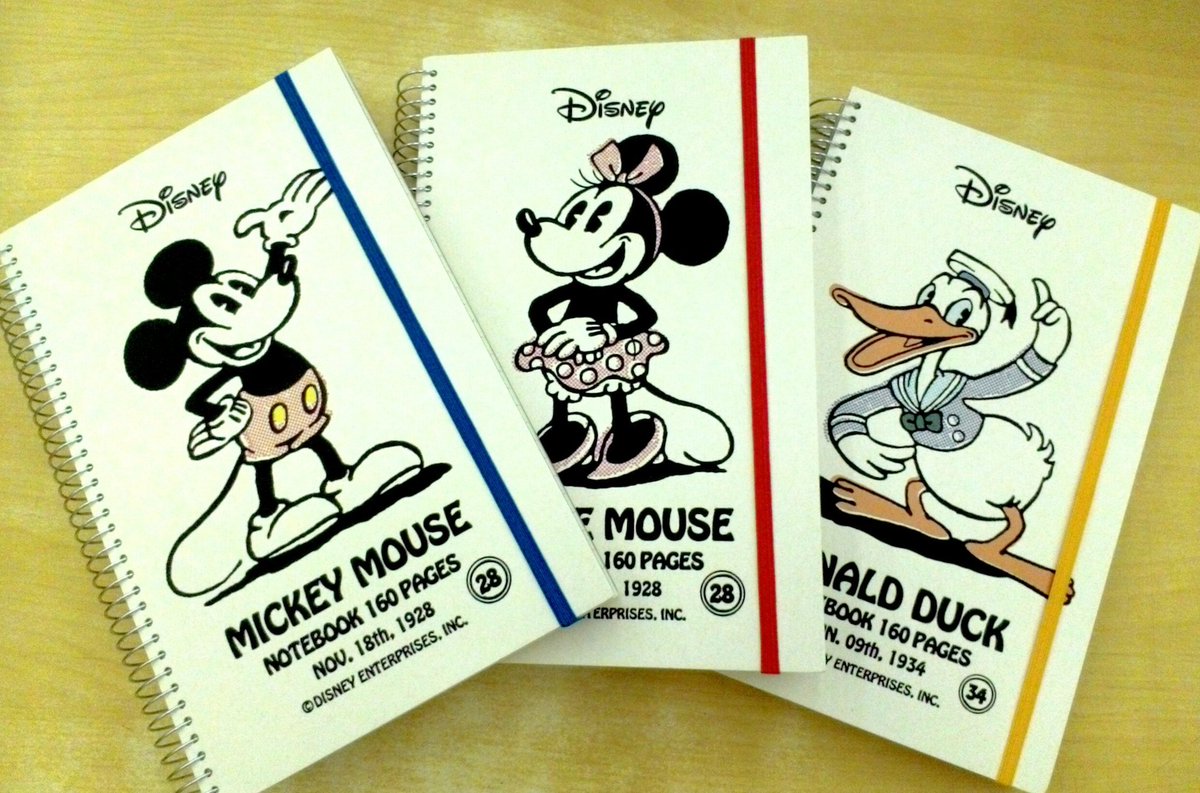 Disney
MICKEY MOUSE
NOTEBOOK 160 PAGES
NOV. 18th, 1928
28
©DISNEY ENTERPRISES, INC.
Disney
E MOUSE
160 PAGES
1928
28
ENTERPRISES, INC.
Disney
NALD DUCK
EBOOK 160 PAGES
N. 09th, 1934
Y ENTERPRISES, INC.
34